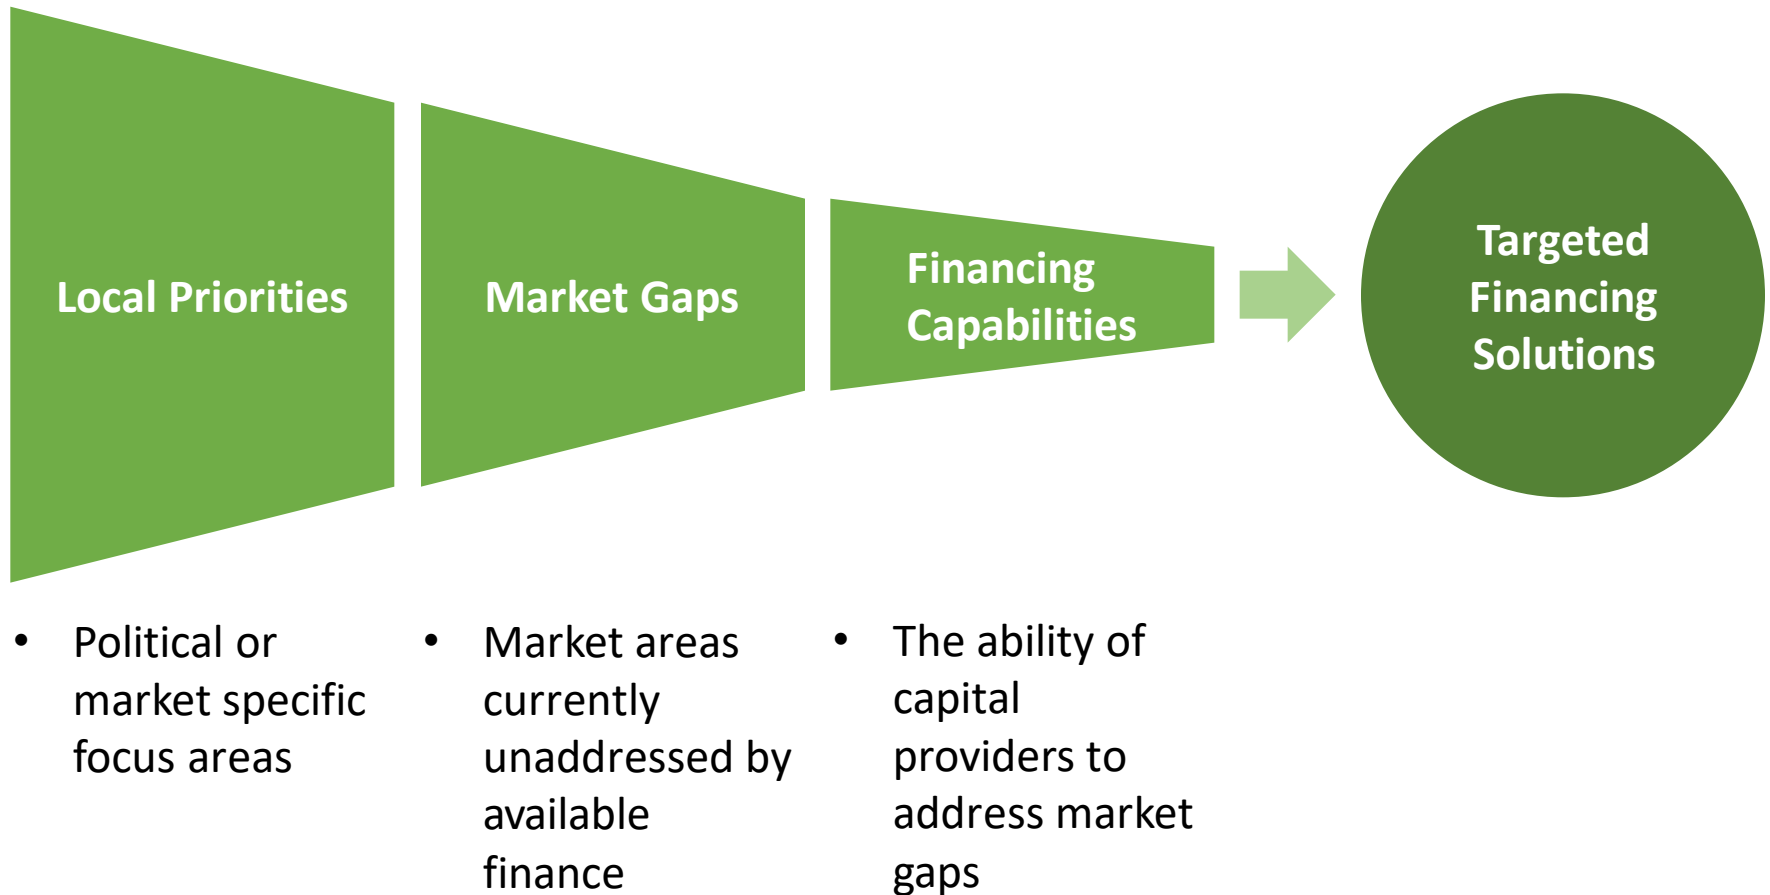 Local Priorities
Market Gaps
Financing
Capabilities
Targeted
Financing
Solutions
• Political or
market specific
focus areas
• Market areas
currently
unaddressed by
available
finance
• The ability of
capital
providers to
address market
gaps